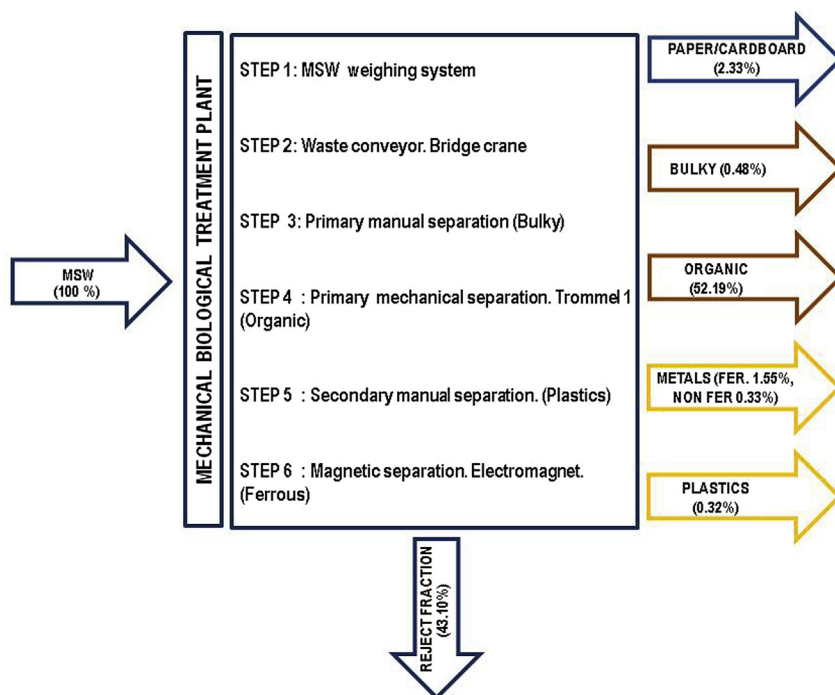 MSW
(100 %)
MECHANICAL BIOLOGICAL TREATMENT PLANT
STEP 1: MSW weighing system
STEP 2: Waste conveyor. Bridge crane
STEP 3: Primary manual separation (Bulky)
STEP 4 : Primary mechanical separation. Trommel 1
(Organic)
STEP 5 : Secondary manual separation. (Plastics)
STEP 6 : Magnetic separation. Electromagnet.
(Ferrous)
PAPER/CARDBOARD
(2.33%)
BULKY (0.48%)
ORGANIC
(52.19%)
METALS (FER. 1.55%,
NON FER 0.33%)
PLASTICS
(0.32%)
REJECT FRACTION
(43.10%)